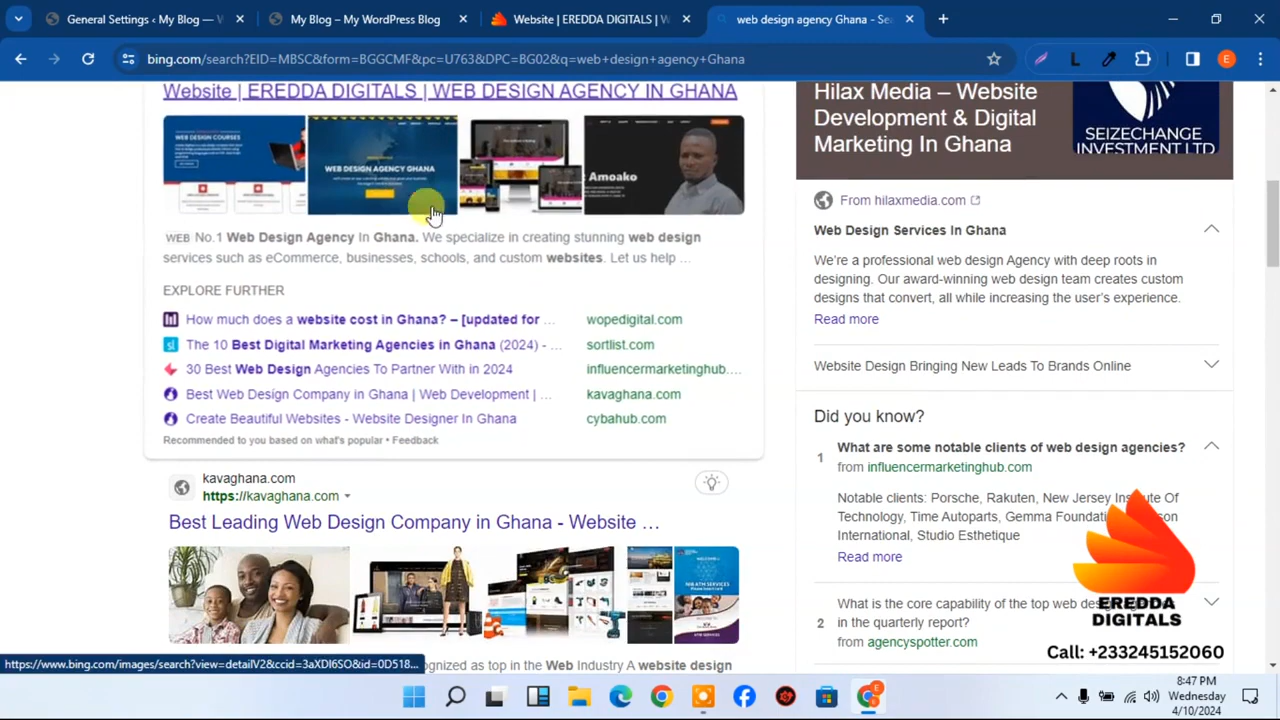 General Settings ‹ My Blog — W
My Blog – My WordPress Blog
Website | EREDDA DIGITALS | W
web design agency Ghana - Sea
bing.com/search?EID=MBSC&form=BGGCMF&pc=U763&DPC=BG02&q=web+design+agency+Ghana
L
E
Website | EREDDA DIGITALS | WEB DESIGN AGENCY IN GHANA
WEB DESIGN COURSES
WEB DESIGN AGENCY GHANA
Amoako
WEB No.1 Web Design Agency In Ghana. We specialize in creating stunning web design
services such as eCommerce, businesses, schools, and custom websites. Let us help ...
EXPLORE FURTHER
How much does a website cost in Ghana? – [updated for ...
wopedigital.com
The 10 Best Digital Marketing Agencies in Ghana (2024) - ...
sortlist.com
30 Best Web Design Agencies To Partner With in 2024
influencermarketinghub....
Best Web Design Company in Ghana | Web Development | ...
kavaghana.com
Create Beautiful Websites - Website Designer In Ghana
cybahub.com
Recommended to you based on what's popular • Feedback
kavaghana.com
https://kavaghana.com
Best Leading Web Design Company in Ghana - Website …
NIB ATM SERVICES
ognized as top in the Web Industry A website design
https://www.bing.com/images/search?view=detailV2&ccid=3aXDI6SO&id=0D518...
Hilax Media – Website
Development & Digital
Marketing In Ghana
SEIZECHANGE
INVESTMENT LTD
From hilaxmedia.com
Web Design Services In Ghana
We're a professional web design Agency with deep roots in
designing. Our award-winning web design team creates custom
designs that convert, all while increasing the user's experience.
Read more
Website Design Bringing New Leads To Brands Online
Did you know?
1
What are some notable clients of web design agencies?
from influencermarketinghub.com
Notable clients: Porsche, Rakuten, New Jersey Institute Of
Technology, Time Autoparts, Gemma Foundati
International, Studio Esthetique
Read more
2
What is the core capability of the top web des
in the quarterly report?
from agencyspotter.com
EREDDA
DIGITALS
Call: +233245152060
8:47 PM
Wednesday
4/10/2024